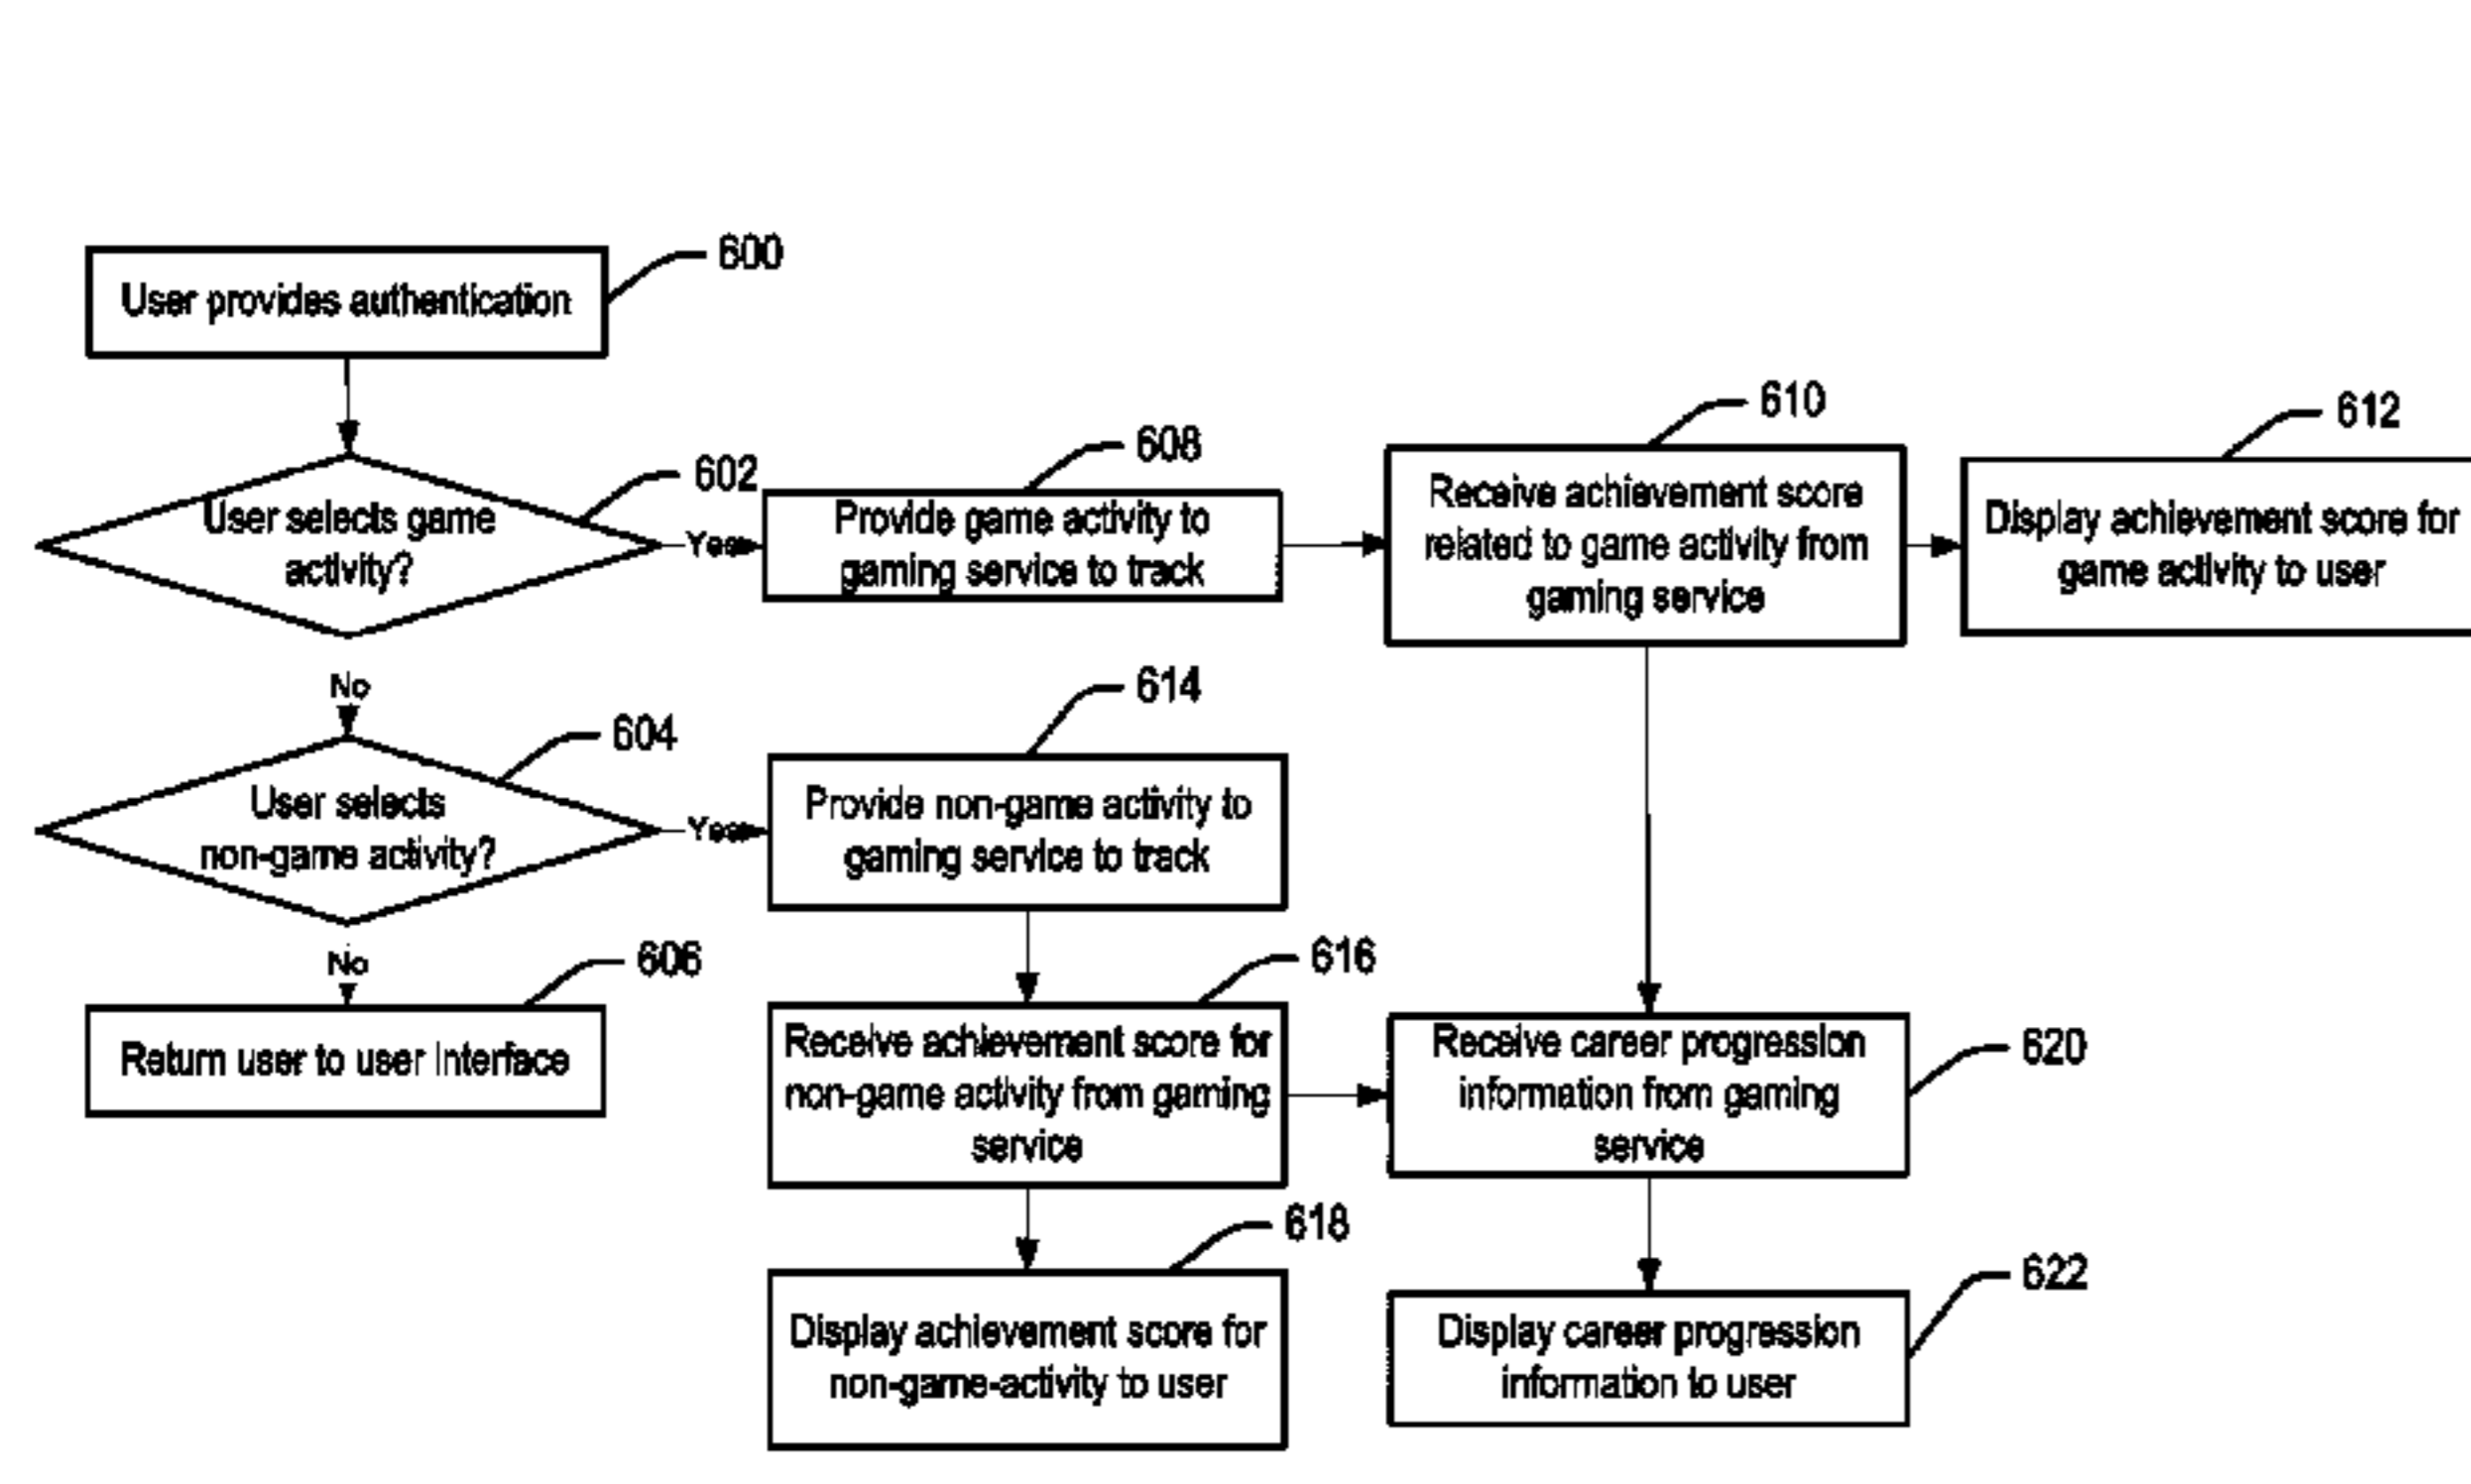 600
User provides authentication
610
612
608
602
User selects game
activity?
Yes
Provide game activity to
gaming service to track
Receive achievement score
related to game activity from
gaming service
Display achievement score for
game activity to user
No
614
604
User selects
non-game activity?
Yes
Provide non-game activity to
gaming service to track
No
606
616
Return user to user interface
Receive achievement score for
non-game activity from gaming
service
Receive career progression
information from gaming
service
620
618
622
Display achievement score for
non-game-activity to user
Display career progression
information to user